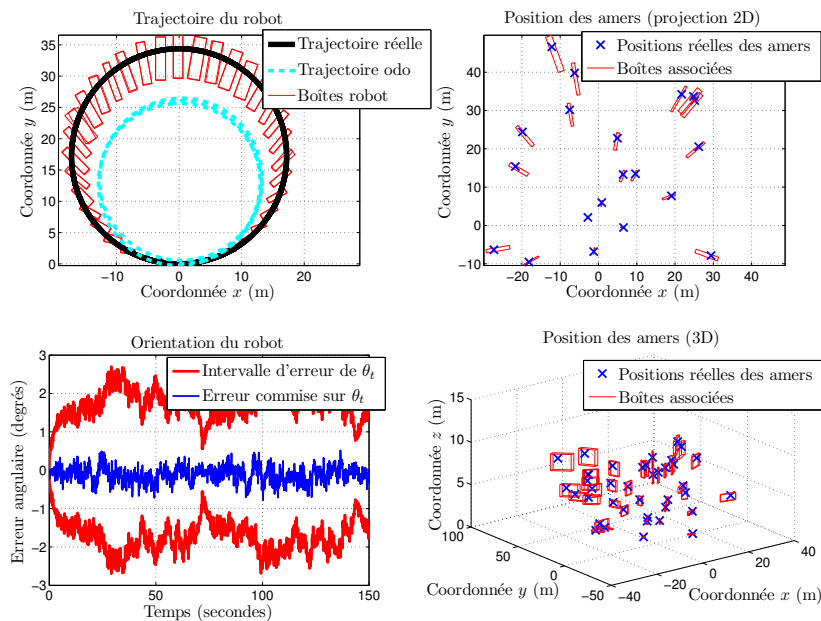 Trajectoire du robot
Trajectoire réelle
Trajectoire odo
Boîtes robot
Coordonnée y (m)
35
30
25
20
15
10
5
0
−10
0
10
20
Coordonnée x (m)
Position des amers (projection 2D)
Positions réelles des amers
Boîtes associées
Coordonnée y (m)
40
30
20
10
0
−10
−20
−10
0
10
20
30
40
Coordonnée x (m)
Orientation du robot
Intervalle d'erreur de θt
Erreur commise sur θt
Erreur angulaire (degrés)
3
2
1
0
−1
−2
−3
0
50
100
150
Temps (secondes)
Position des amers (3D)
Positions réelles des amers
Boîtes associées
Coordonnée z (m)
15
10
5
0
100
50
0
−50
Coordonnée y (m)
−40
−20
0
20
40
Coordonnée x (m)